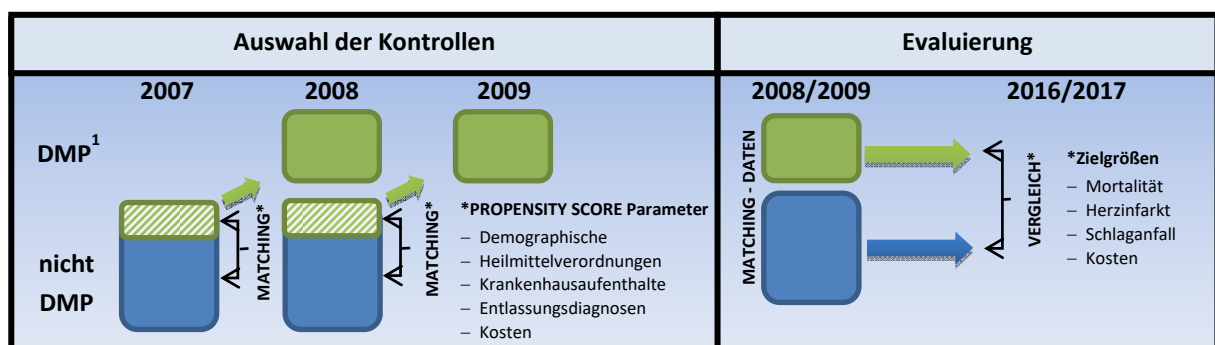 Auswahl der Kontrollen
Evaluierung
2007
2008
2009
2008/2009
2016/2017
DMP1
nicht
DMP
MATCHING*
MATCHING*
*PROPENSITY SCORE Parameter
– Demographische
– Heilmittelverordnungen
– Krankenhausaufenthalte
– Entlassungsdiagnosen
– Kosten
MATCHING - DATEN
VERGLEICH*
*Zielgrößen
– Mortalität
– Herzinfarkt
– Schlaganfall
– Kosten